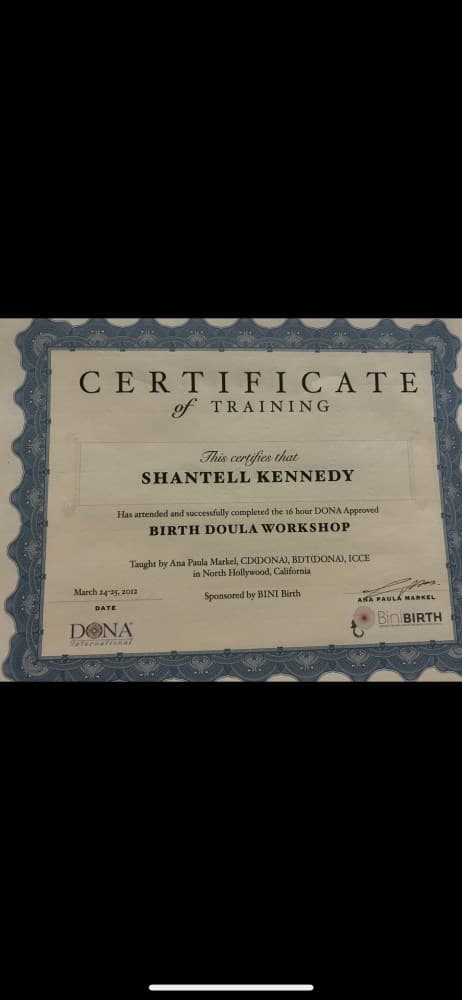 CERTIFICATE
of TRAINING
This certifies that
SHANTELL KENNEDY
Has attended and successfully completed the 16 hour DONA Approved
BIRTH DOULA WORKSHOP
Taught by Ana Paula Markel, CD(DONA), BDT(DONA), ICCE
in North Hollywood, California
March 24-25, 2012
Sponsored by BINI Birth
DATE
ANA PAULA MARKEL
DONA
International
BiniBIRTH